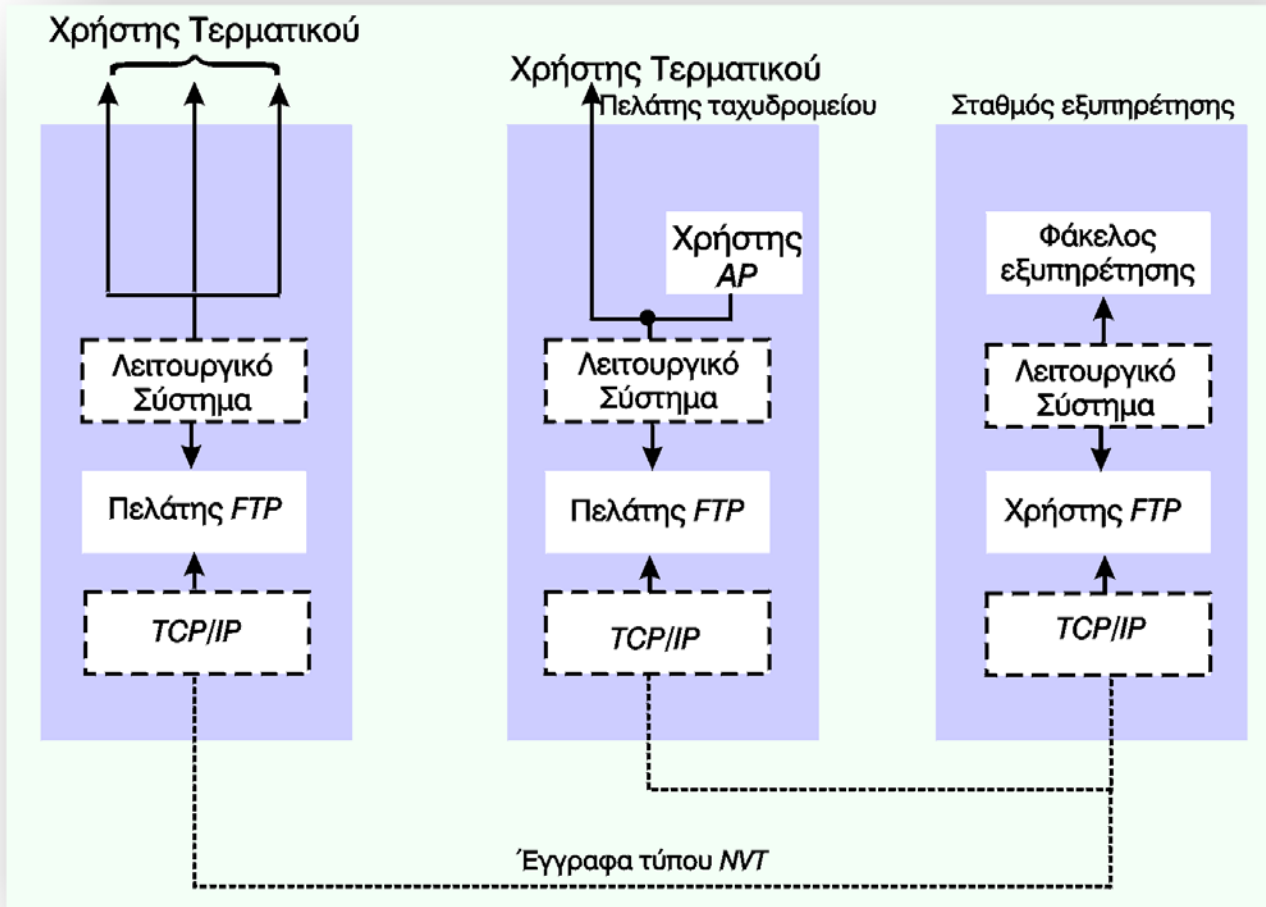 Χρήστης Τερματικού
Χρήστης Τερματικού
Πελάτης ταχυδρομείου
Σταθμός εξυπηρέτησης
Χρήστης
AP
Φάκελος
εξυπηρέτησης
Λειτουργικό
Σύστημα
Λειτουργικό
Σύστημα
Λειτουργικό
Σύστημα
Πελάτης FTP
Πελάτης FTP
Χρήστης FTP
TCP/IP
TCP/IP
TCP/IP
Έγγραφα τύπου NVT